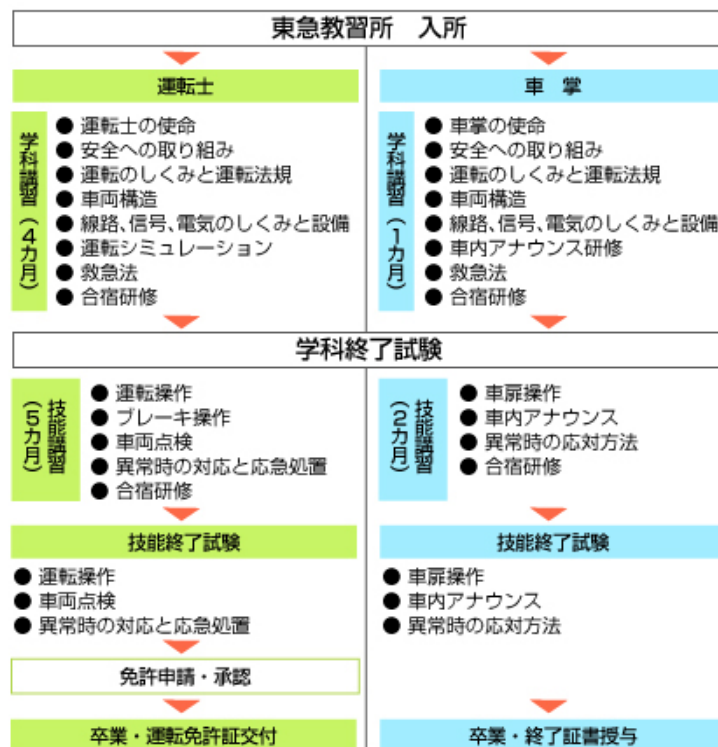 東急教習所 入所
運転士
学科講習(4カ月)
● 運転士の使命
● 安全への取り組み
● 運転のしくみと運転法規
● 車両構造
● 線路、信号、電気のしくみと設備
● 運転シミュレーション
● 救急法
● 合宿研修
車 掌
学科講習(1カ月)
● 車掌の使命
● 安全への取り組み
● 運転のしくみと運転法規
● 車両構造
● 線路、信号、電気のしくみと設備
● 車内アナウンス研修
● 救急法
● 合宿研修
学科終了試験
技能講習
(5カ月)
● 運転操作
● ブレーキ操作
● 車両点検
● 異常時の対応と応急処置
● 合宿研修
技能終了試験
● 運転操作
● 車両点検
● 異常時の対応と応急処置
免許申請・承認
卒業・運転免許証交付
技能講習
(2カ月)
● 車扉操作
● 車内アナウンス
● 異常時の応対方法
● 合宿研修
技能終了試験
● 車扉操作
● 車内アナウンス
● 異常時の応対方法
卒業・終了証書授与